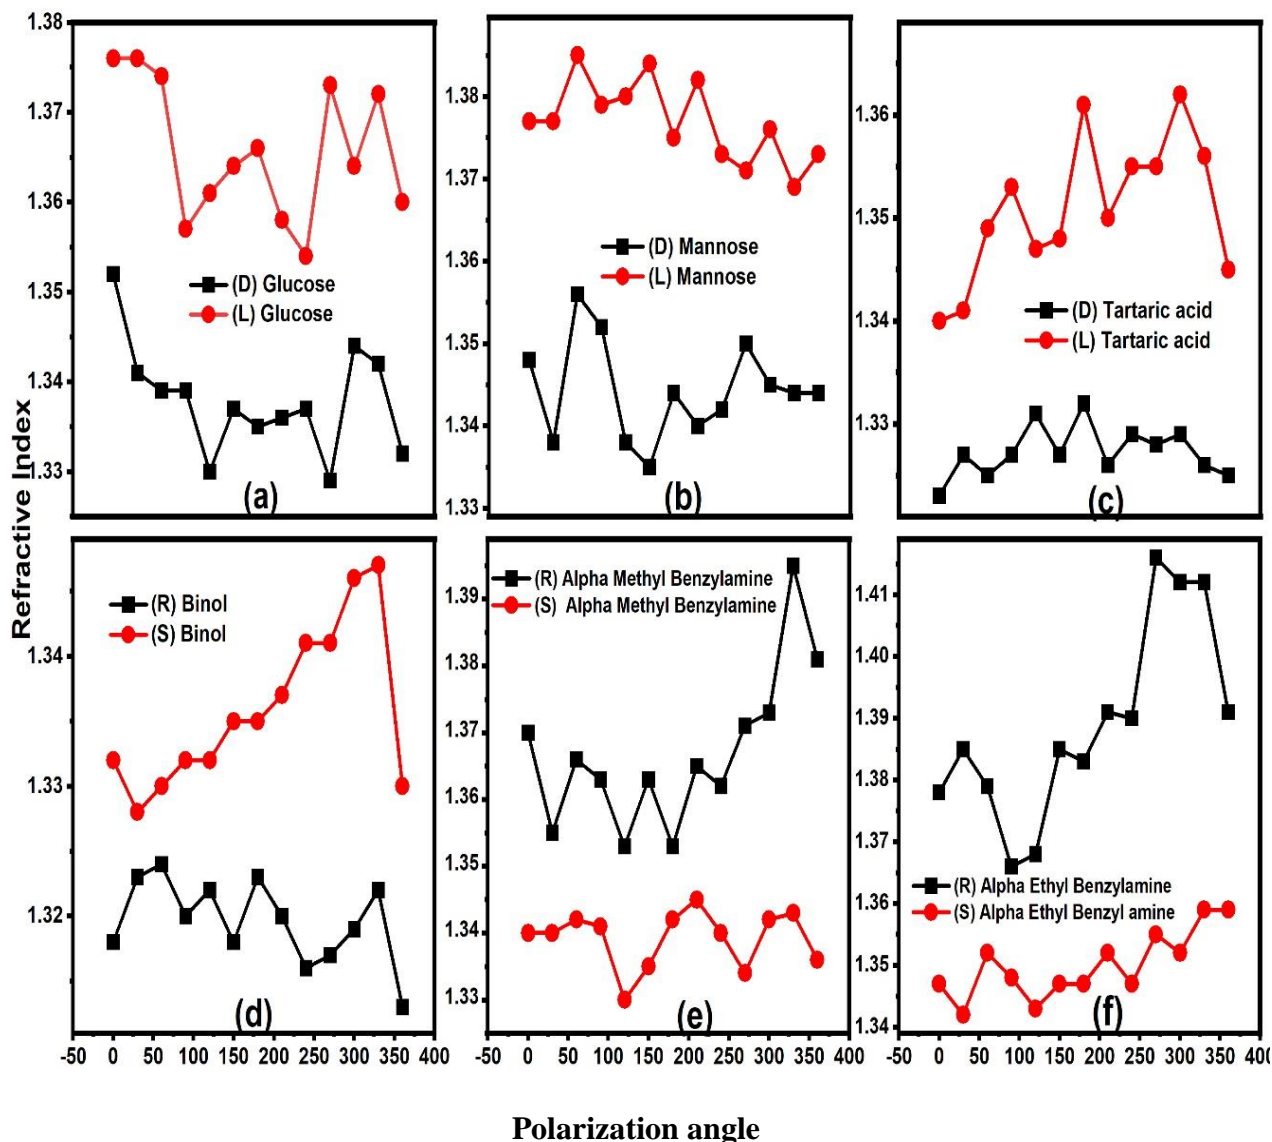 Refractive Index
1.38
1.37
1.36
1.35
1.34
1.33
(D) Glucose
(L) Glucose
(a)
1.38
1.37
1.36
1.35
1.34
1.33
(D) Mannose
(L) Mannose
(b)
1.36
1.35
1.34
1.33
(D) Tartaric acid
(L) Tartaric acid
(c)
1.34
1.33
1.32
(R) Binol
(S) Binol
(d)
-50 0 50 100 150 200 250 300 350 400
1.39
1.38
1.37
1.36
1.35
1.34
1.33
(R) Alpha Methyl Benzylamine
(S) Alpha Methyl Benzylamine
(e)
-50 0 50 100 150 200 250 300 350 400
1.41
1.40
1.39
1.38
1.37
1.36
1.35
1.34
(R) Alpha Ethyl Benzylamine
(S) Alpha Ethyl Benzyl amine
(f)
-50 0 50 100 150 200 250 300 350 400
Polarization angle